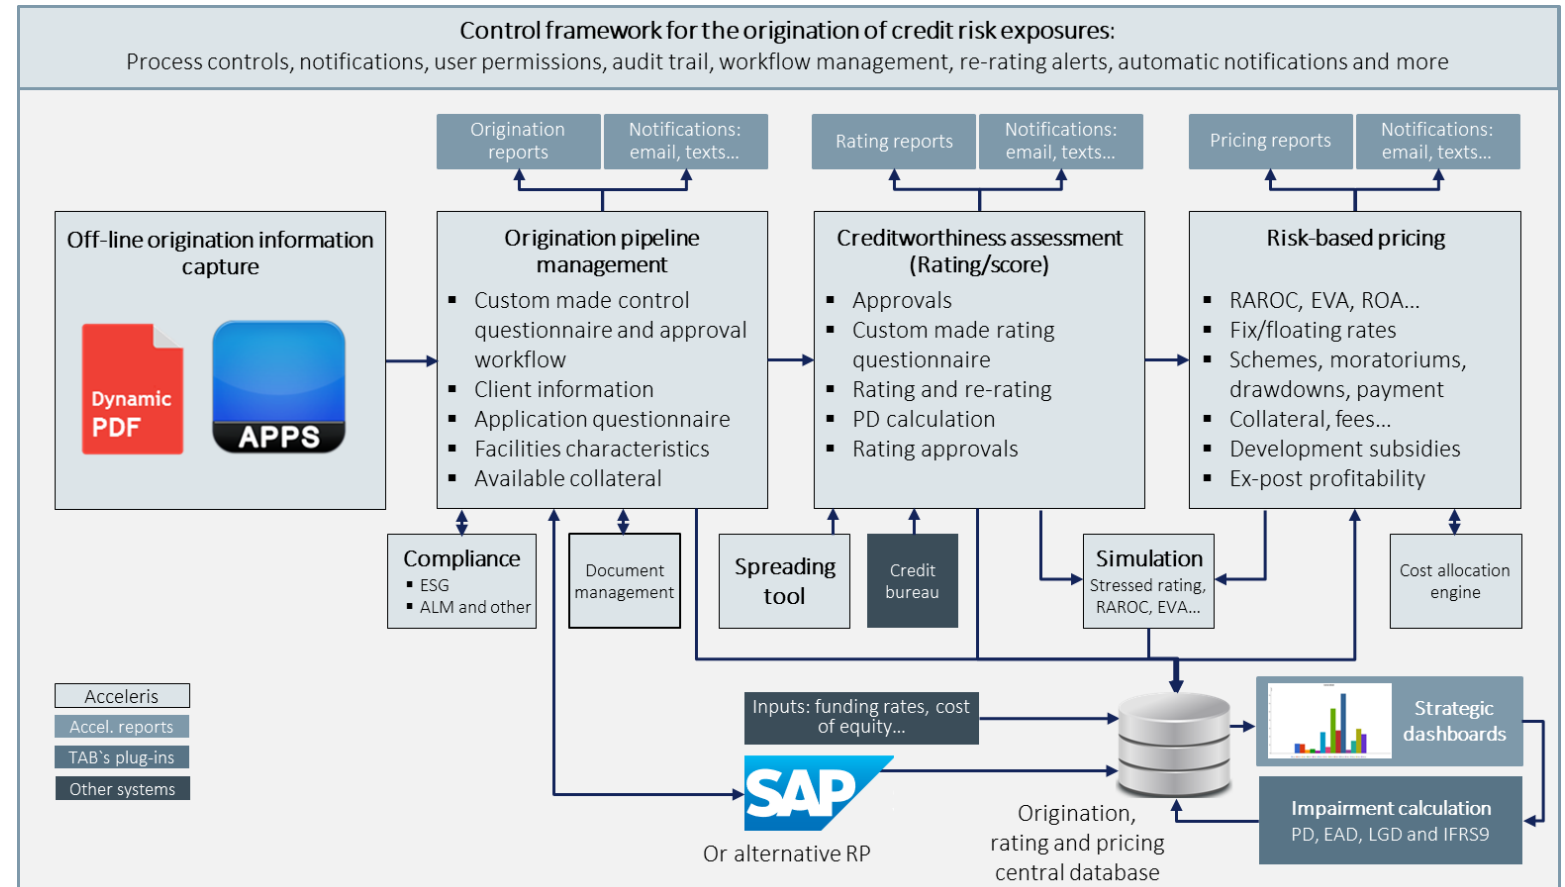 Control framework for the origination of credit risk exposures:
Process controls, notifications, user permissions, audit trail, workflow management, re-rating alerts, automatic notifications and more
Origination
reports
Notifications:
email, texts...
Rating reports
Notifications:
email, texts...
Pricing reports
Notifications:
email, texts...
Off-line origination information
capture
Dynamic
PDF
APPS
Origination pipeline
management
▪ Custom made control
questionnaire and approval
workflow
▪ Client information
▪ Application questionnaire
▪ Facilities characteristics
▪ Available collateral
Creditworthiness assessment
(Rating/score)
▪ Approvals
▪ Custom made rating
questionnaire
▪ Rating and re-rating
▪ PD calculation
▪ Rating approvals
Risk-based pricing
▪ RAROC, EVA, ROA...
▪ Fix/floating rates
▪ Schemes, moratoriums,
drawdowns, payment
▪ Collateral, fees...
▪ Development subsidies
▪ Ex-post profitability
Compliance
▪ ESG
▪ ALM and other
Document
management
Spreading
tool
Credit
bureau
Simulation
Stressed rating,
RAROC, EVA...
Cost allocation
engine
Acceleris
Accel. reports
TAB`s plug-ins
Other systems
Inputs: funding rates, cost
of equity...
SAP
Or alternative RP
Origination,
rating and pricing
central database
Strategic
dashboards
Impairment calculation
PD, EAD, LGD and IFRS9